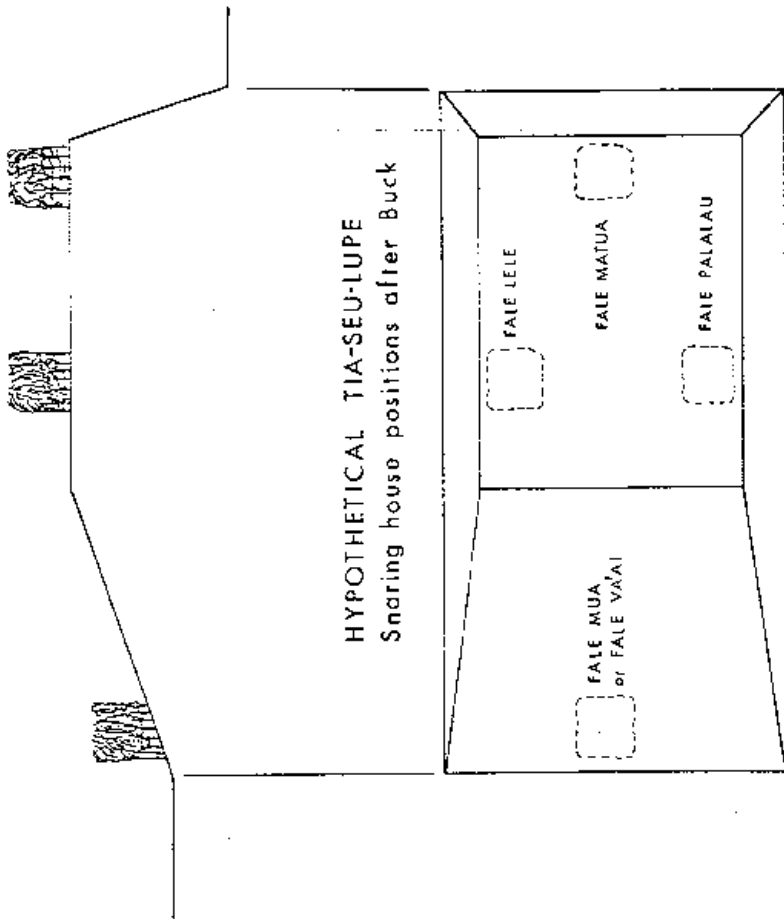 HYPOTHETICAL TIA-SEU-LUPE
Snaring house positions after Buck
FALE LELE
FALE MATUA
FALE PALALAU
FALE MUA
or FALE VA'AI